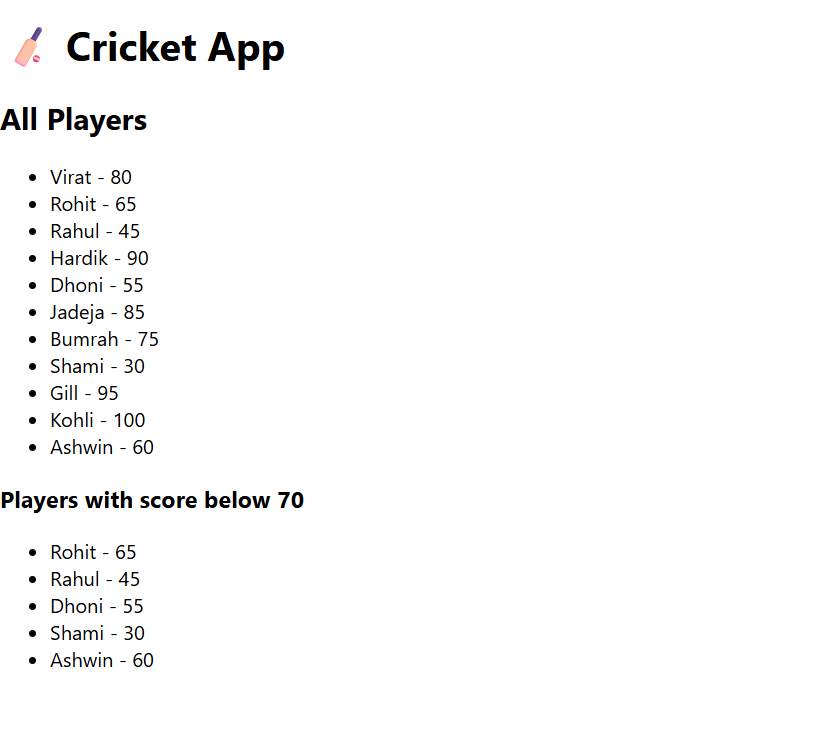 Cricket App
All Players
Virat - 80
Rohit - 65
Rahul - 45
Hardik - 90
Dhoni - 55
Jadeja - 85
Bumrah - 75
Shami - 30
Gill - 95
Kohli - 100
Ashwin - 60
Players with score below 70
Rohit - 65
Rahul - 45
Dhoni - 55
Shami - 30
Ashwin - 60